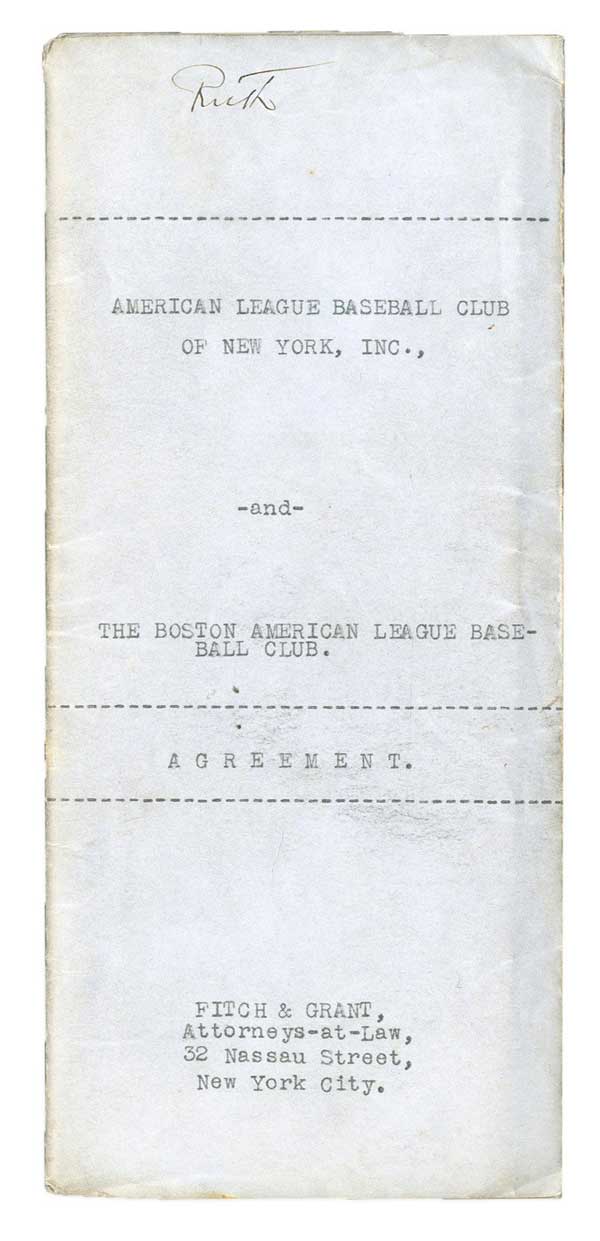 Ruth
AMERICAN LEAGUE BASEBALL CLUB
OF NEW YORK, INC.,
-and-
THE BOSTON AMERICAN LEAGUE BASE-
BALL CLUB.
A G R E E M E N T.
FITCH & GRANT,
Attorneys-at-Law,
32 Nassau Street,
New York City.